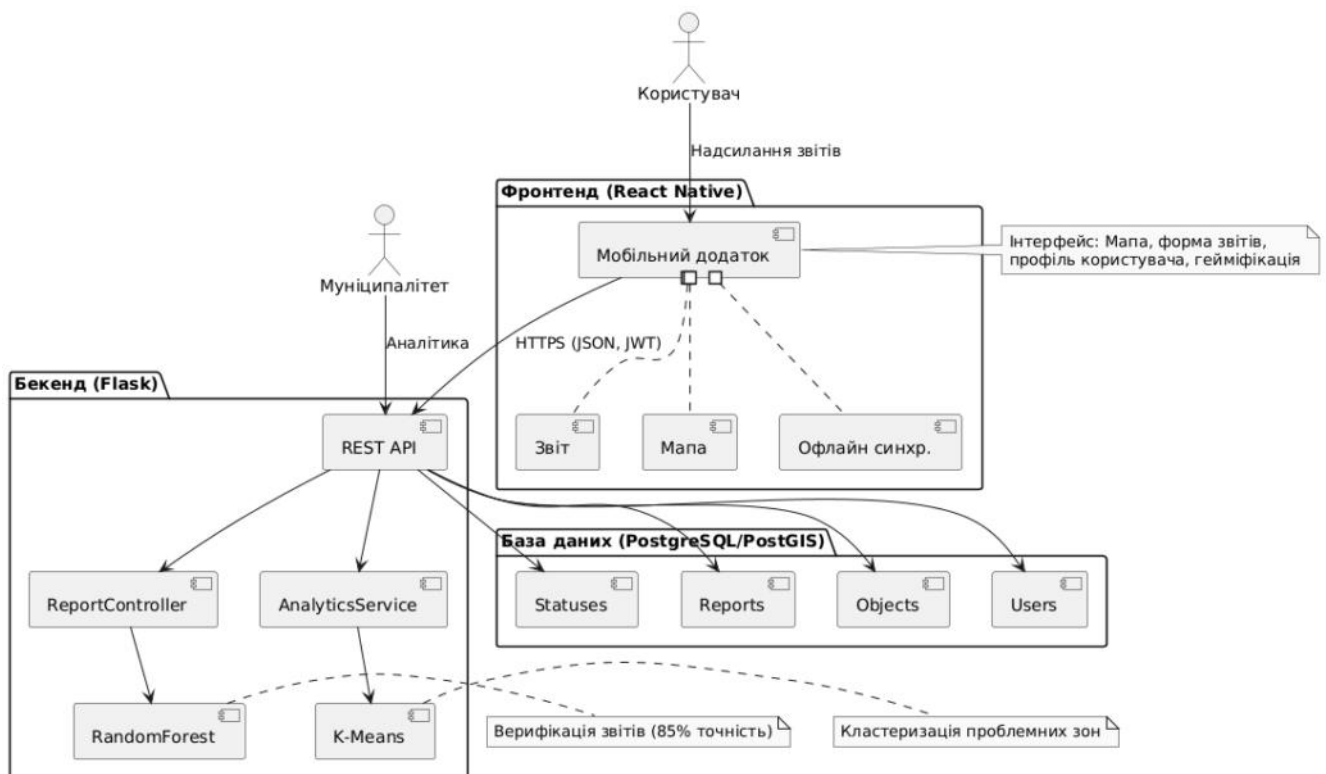 Користувач
Надсилання звітів
Фронтенд (React Native)
Мобільний додаток
Інтерфейс: Мапа, форма звітів,
профіль користувача, гейміфікація
Муніципалітет
Аналітика
HTTPS (JSON, JWT)
Бекенд (Flask)
REST API
Звіт
Мапа
Офлайн синхр.
База даних (PostgreSQL/PostGIS)
ReportController
AnalyticsService
Statuses
Reports
Objects
Users
RandomForest
K-Means
Верифікація звітів (85% точність)
Кластеризація проблемних зон